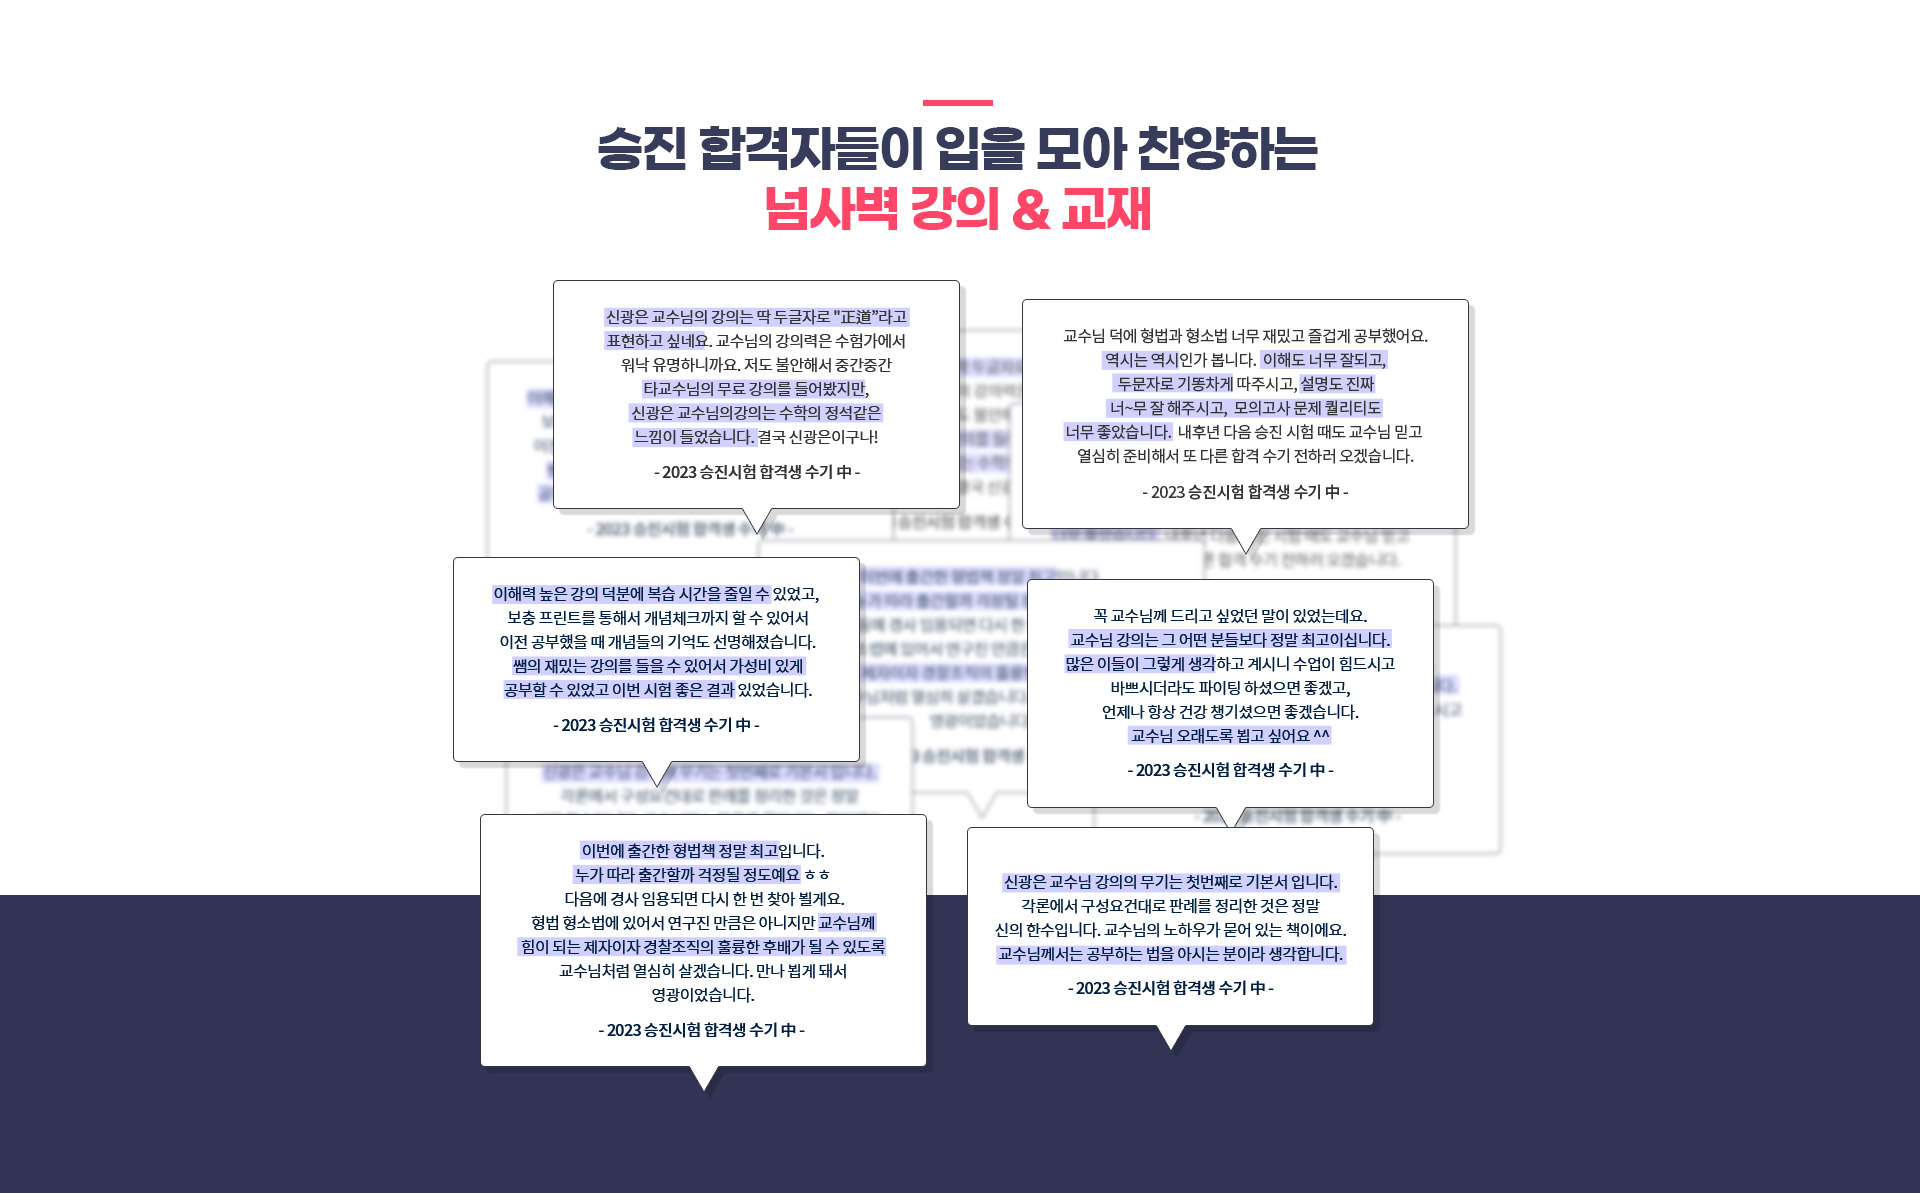 승진 합격자들이 입을 모아 찬양하는
넘사벽 강의 & 교재
신광은 교수님의 강의는 딱 두글자로 "正道”라고
표현하고 싶네요. 교수님의 강의력은 수험가에서
워낙 유명하니까요. 저도 불안해서 중간중간
타교수님의 무료 강의를 들어봤지만,
신광은 교수님의강의는 수학의 정석같은
느낌이 들었습니다. 결국 신광은이구나!
- 2023 승진시험 합격생 수기 中 -
교수님 덕에 형법과 형소법 너무 재밌고 즐겁게 공부했어요.
역시는 역시인가 봅니다. 이해도 너무 잘되고,
두문자로 기똥차게 따주시고, 설명도 진짜
너~무 잘 해주시고, 모의고사 문제 퀄리티도
너무 좋았습니다. 내후년 다음 승진 시험 때도 교수님 믿고
열심히 준비해서 또 다른 합격 수기 전하러 오겠습니다.
- 2023 승진시험 합격생 수기 中 -
이해력 높은 강의 덕분에 복습 시간을 줄일 수 있었고,
보충 프린트를 통해서 개념체크까지 할 수 있어서
이전 공부했을 때 개념들의 기억도 선명해졌습니다.
쌤의 재밌는 강의를 들을 수 있어서 가성비 있게
공부할 수 있었고 이번 시험 좋은 결과 있었습니다.
- 2023 승진시험 합격생 수기 中 -
꼭 교수님께 드리고 싶었던 말이 있었는데요.
교수님 강의는 그 어떤 분들보다 정말 최고이십니다.
많은 이들이 그렇게 생각하고 계시니 수업이 힘드시고
바쁘시더라도 파이팅 하셨으면 좋겠고,
언제나 항상 건강 챙기셨으면 좋겠습니다.
교수님 오래도록 뵙고 싶어요 ^^
- 2023 승진시험 합격생 수기 中 -
이번에 출간한 형법책 정말 최고입니다.
누가 따라 출간할까 걱정될 정도예요 ㅎㅎ
다음에 경사 임용되면 다시 한 번 찾아 뵐게요.
형법 형소법에 있어서 연구진 만큼은 아니지만 교수님께
힘이 되는 제자이자 경찰조직의 훌륭한 후배가 될 수 있도록
교수님처럼 열심히 살겠습니다. 만나 뵙게 돼서
영광이었습니다.
- 2023 승진시험 합격생 수기 中 -
신광은 교수님 강의의 무기는 첫번째로 기본서 입니다.
각론에서 구성요건대로 판례를 정리한 것은 정말
신의 한수입니다. 교수님의 노하우가 묻어 있는 책이에요.
교수님께서는 공부하는 법을 아시는 분이라 생각합니다.
- 2023 승진시험 합격생 수기 中 -